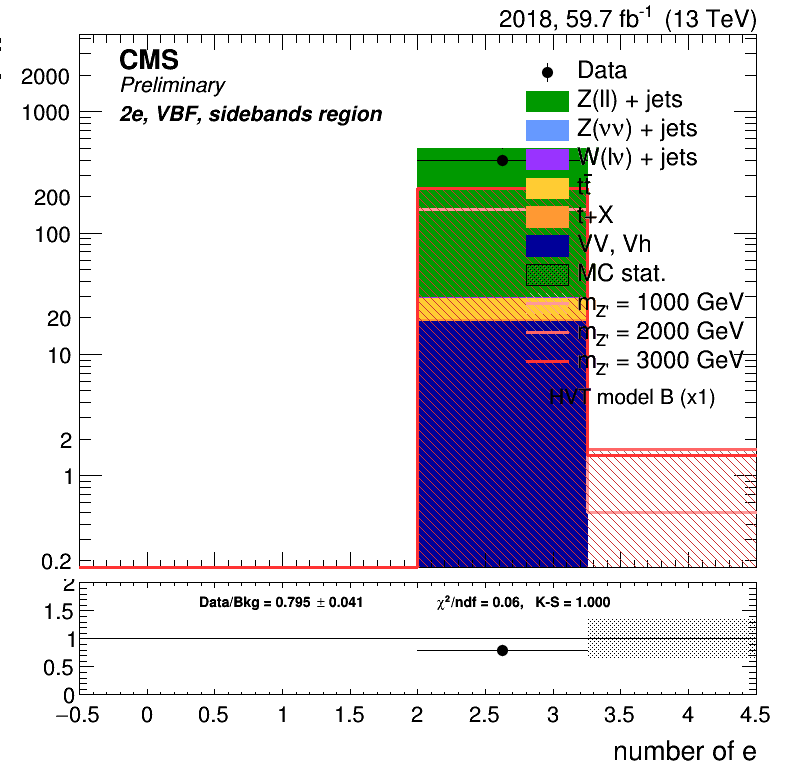 2018, 59.7 fb⁻¹ (13 TeV)
CMS
Preliminary
2e, VBF, sidebands region
Data
Z(ll) + jets
Z(νν) + jets
W(lν) + jets
tt̅
t+X
VV, Vh
MC stat.
m_Z' = 1000 GeV
m_Z' = 2000 GeV
m_Z' = 3000 GeV
HVT model B (x1)
2000
1000
200
100
20
10
2
1
0.2
Data/Bkg = 0.795 ± 0.041
χ²/ndf = 0.06, K-S = 1.000
2
1.5
1
0.5
0
−0.5 0 0.5 1 1.5 2 2.5 3 3.5 4 4.5
number of e